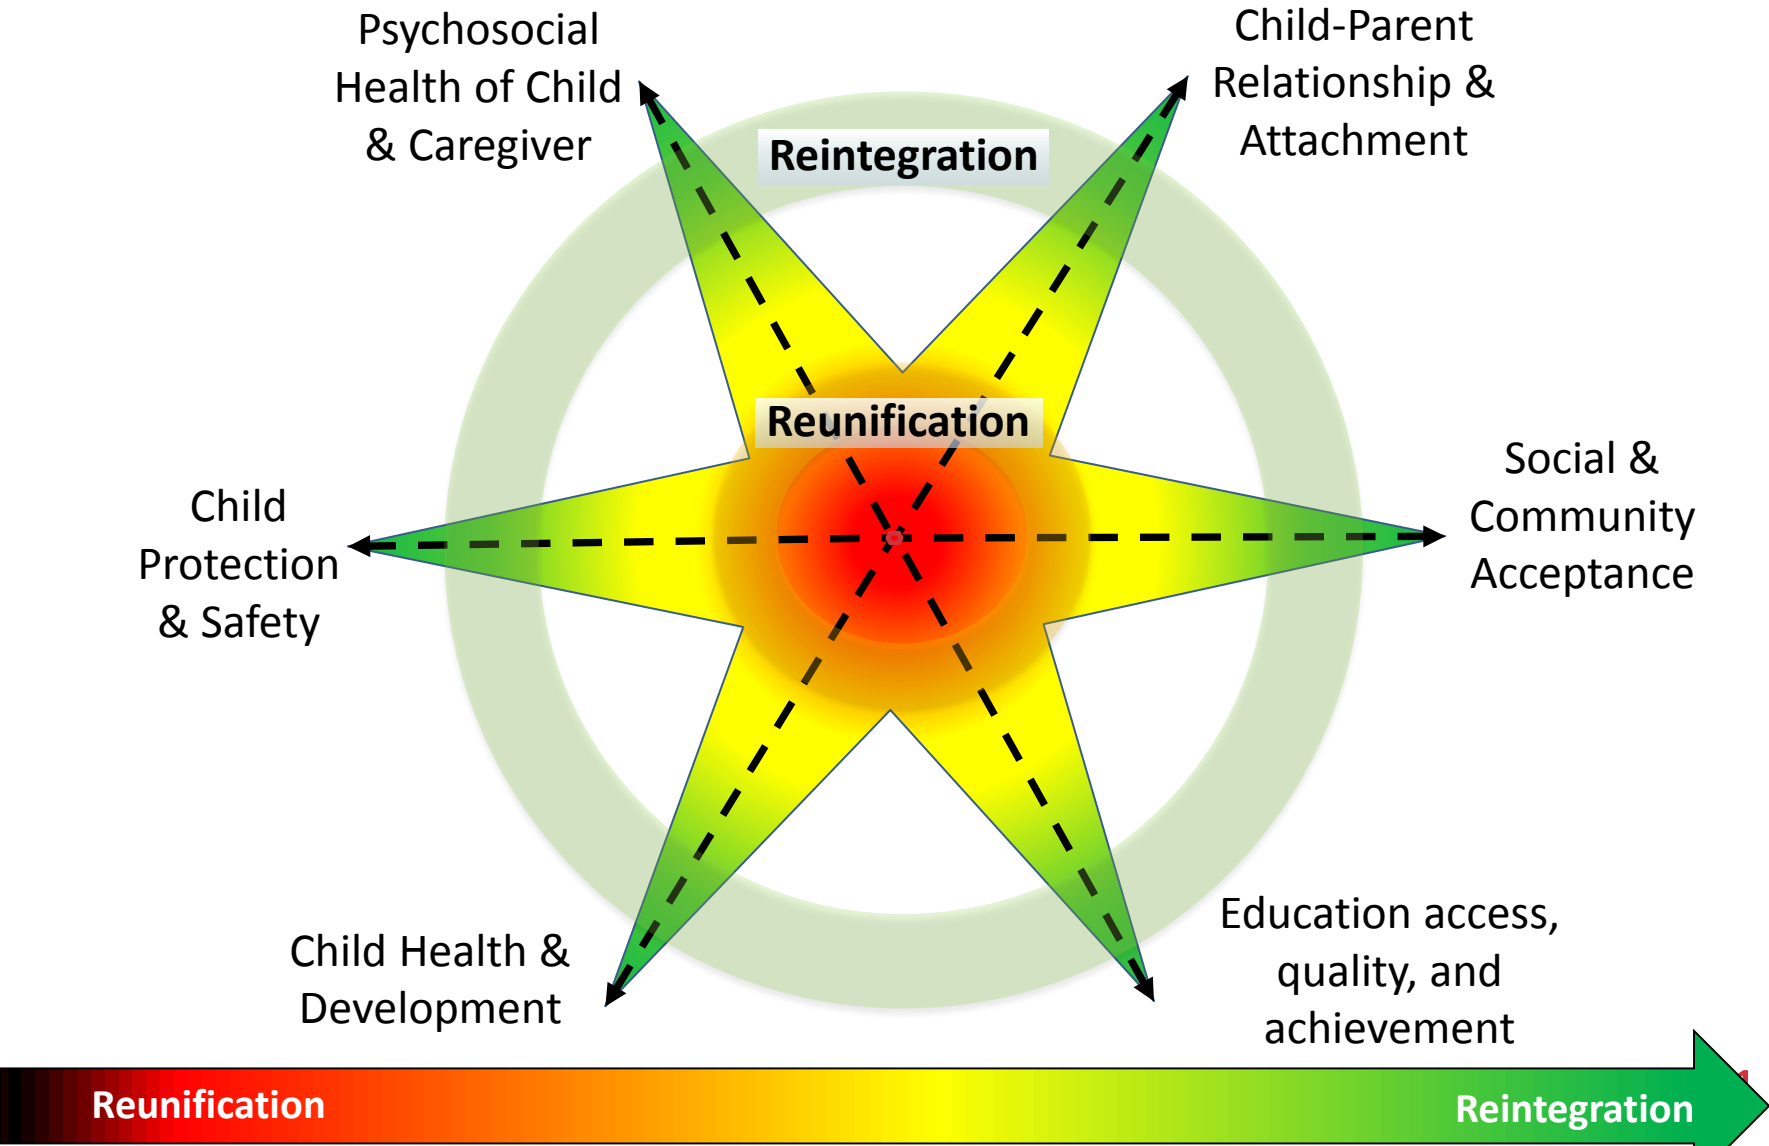 Psychosocial
Health of Child
& Caregiver
Child-Parent
Relationship &
Attachment
Reintegration
Reunification
Child
Protection
& Safety
Social &
Community
Acceptance
Child Health &
Development
Education access,
quality, and
achievement
Reunification
Reintegration